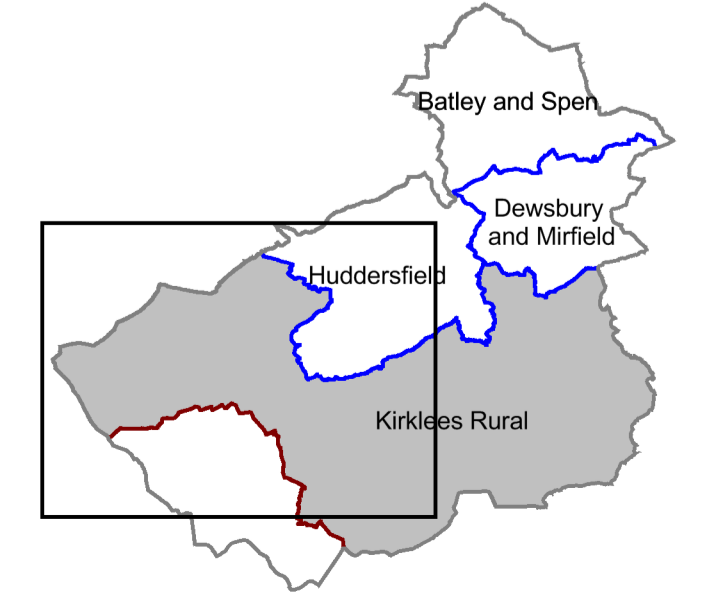 Batley and Spen
Dewsbury
and Mirfield
Huddersfield
Kirklees Rural